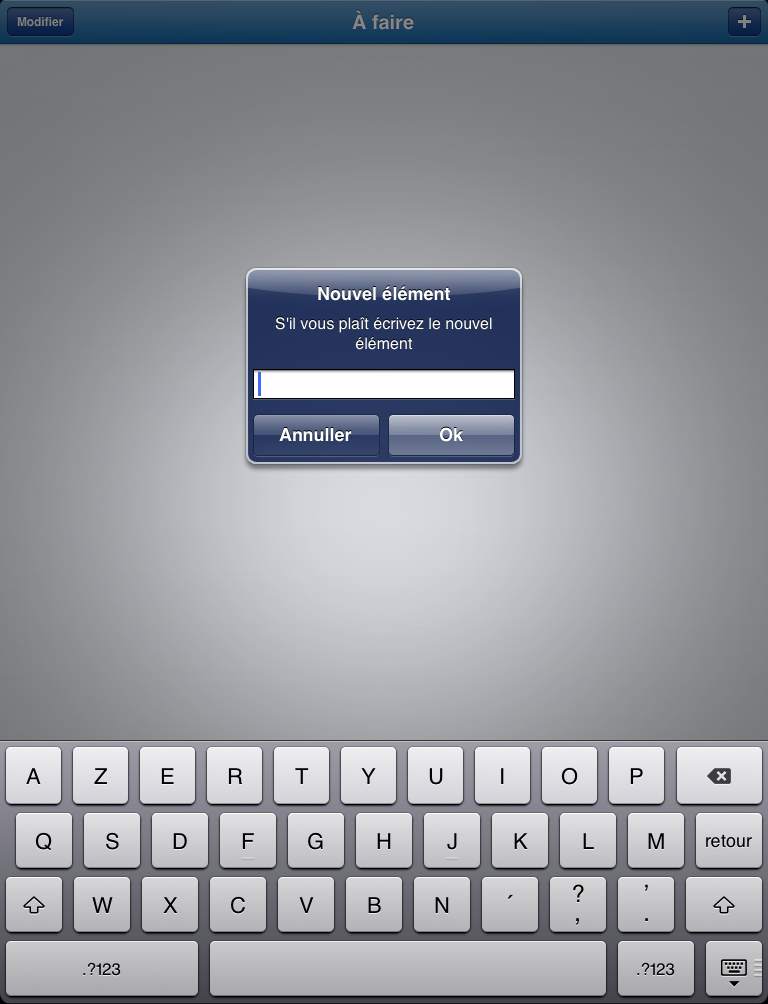 Modifier À faire +
Nouvel élément
S'il vous plaît écrivez le nouvel
élément
Annuller Ok
A Z E R T Y U I O P
Q S D F G H J K L M retour
W X C V B N ´ ? , ' .
.?123 .?123